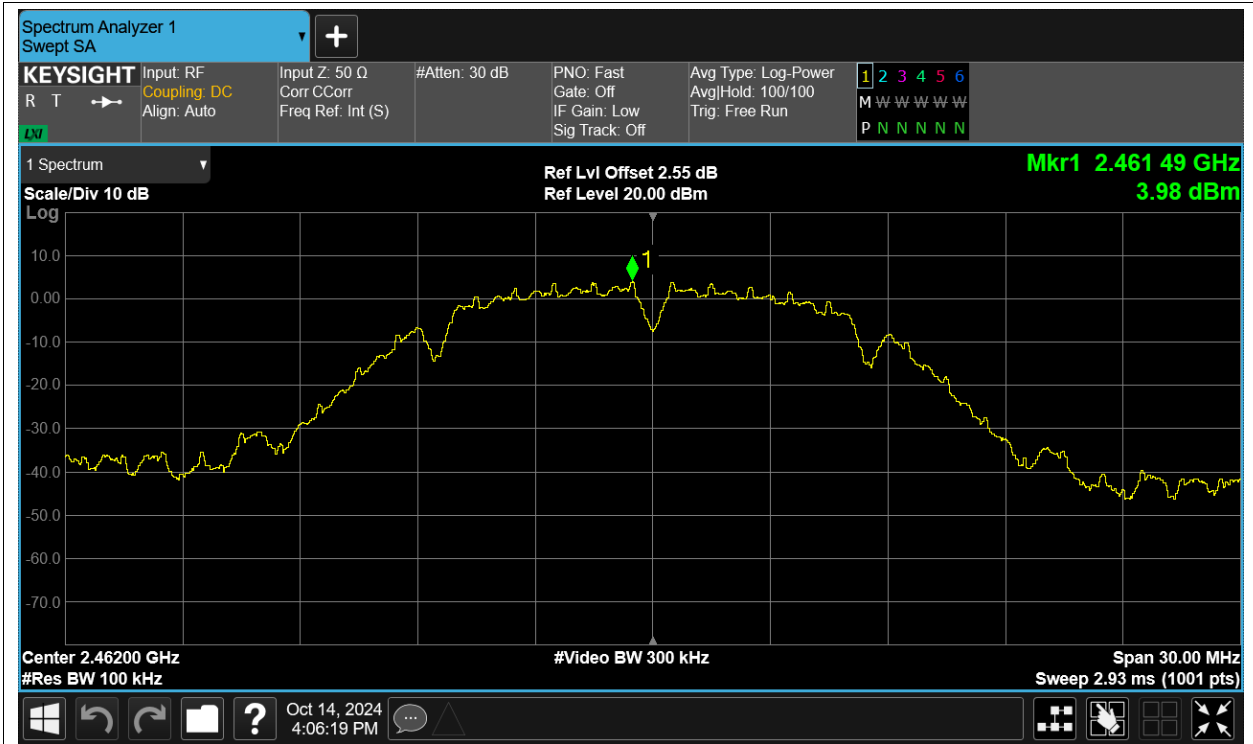 Spectrum Analyzer 1
Swept SA
KEYSIGHT
R T
LXI
Input: RF
Coupling: DC
Align: Auto
Input Z: 50 Ω
Corr CCorr
Freq Ref: Int (S)
#Atten: 30 dB
PNO: Fast
Gate: Off
IF Gain: Low
Sig Track: Off
Avg Type: Log-Power
Avg|Hold: 100/100
Trig: Free Run
1 2 3 4 5 6
M W W W W W
P N N N N N
1 Spectrum
Scale/Div 10 dB
Ref Lvl Offset 2.55 dB
Ref Level 20.00 dBm
Mkr1 2.461 49 GHz
3.98 dBm
Log
10.0
0.00
-10.0
-20.0
-30.0
-40.0
-50.0
-60.0
-70.0
1
Center 2.46200 GHz
#Res BW 100 kHz
#Video BW 300 kHz
Span 30.00 MHz
Sweep 2.93 ms (1001 pts)
?
Oct 14, 2024
4:06:19 PM